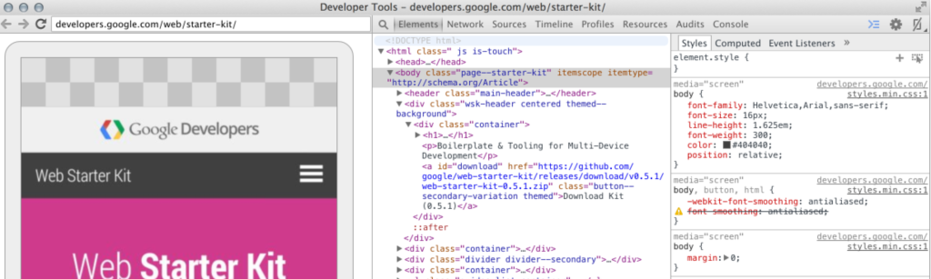 Developer Tools - developers.google.com/web/starter-kit/
developers.google.com/web/starter-kit/
Elements Network Sources Timeline Profiles Resources Audits Console
Google Developers
Web Starter Kit
Web Starter Kit
<!DOCTYPE html>
▼<html class=" js is-touch">
▶<head>…</head>
▼<body class="page--starter-kit" itemscope itemtype=
"http://schema.org/Article">
▶<header class="main-header">…</header>
▼<div class="wsk-header centered themed--
background">
▼<div class="container">
▶<h1>…</h1>
<p>Boilerplate & Tooling for Multi-Device
Development</p>
<a id="download" href="https://github.com/
google/web-starter-kit/releases/download/v0.5.1/
web-starter-kit-0.5.1.zip" class="button--
secondary-variation themed">Download Kit
(0.5.1)</a>
</div>
::after
</div>
▶<div class="container">…</div>
▶<div class="divider divider--secondary">…</div>
▶<div class="container">…</div>
Styles Computed Event Listeners »
element.style {
}
media="screen" developers.google.com/
body { styles.min.css:1
font-family: Helvetica,Arial,sans-serif;
font-size: 16px;
line-height: 1.625em;
font-weight: 300;
color: #404040;
position: relative;
}
media="screen" developers.google.com/
body, button, html { styles.min.css:1
-webkit-font-smoothing: antialiased;
font-smoothing: antialiased;
}
media="screen" developers.google.com/
body { styles.min.css:1
margin:▶0;
}